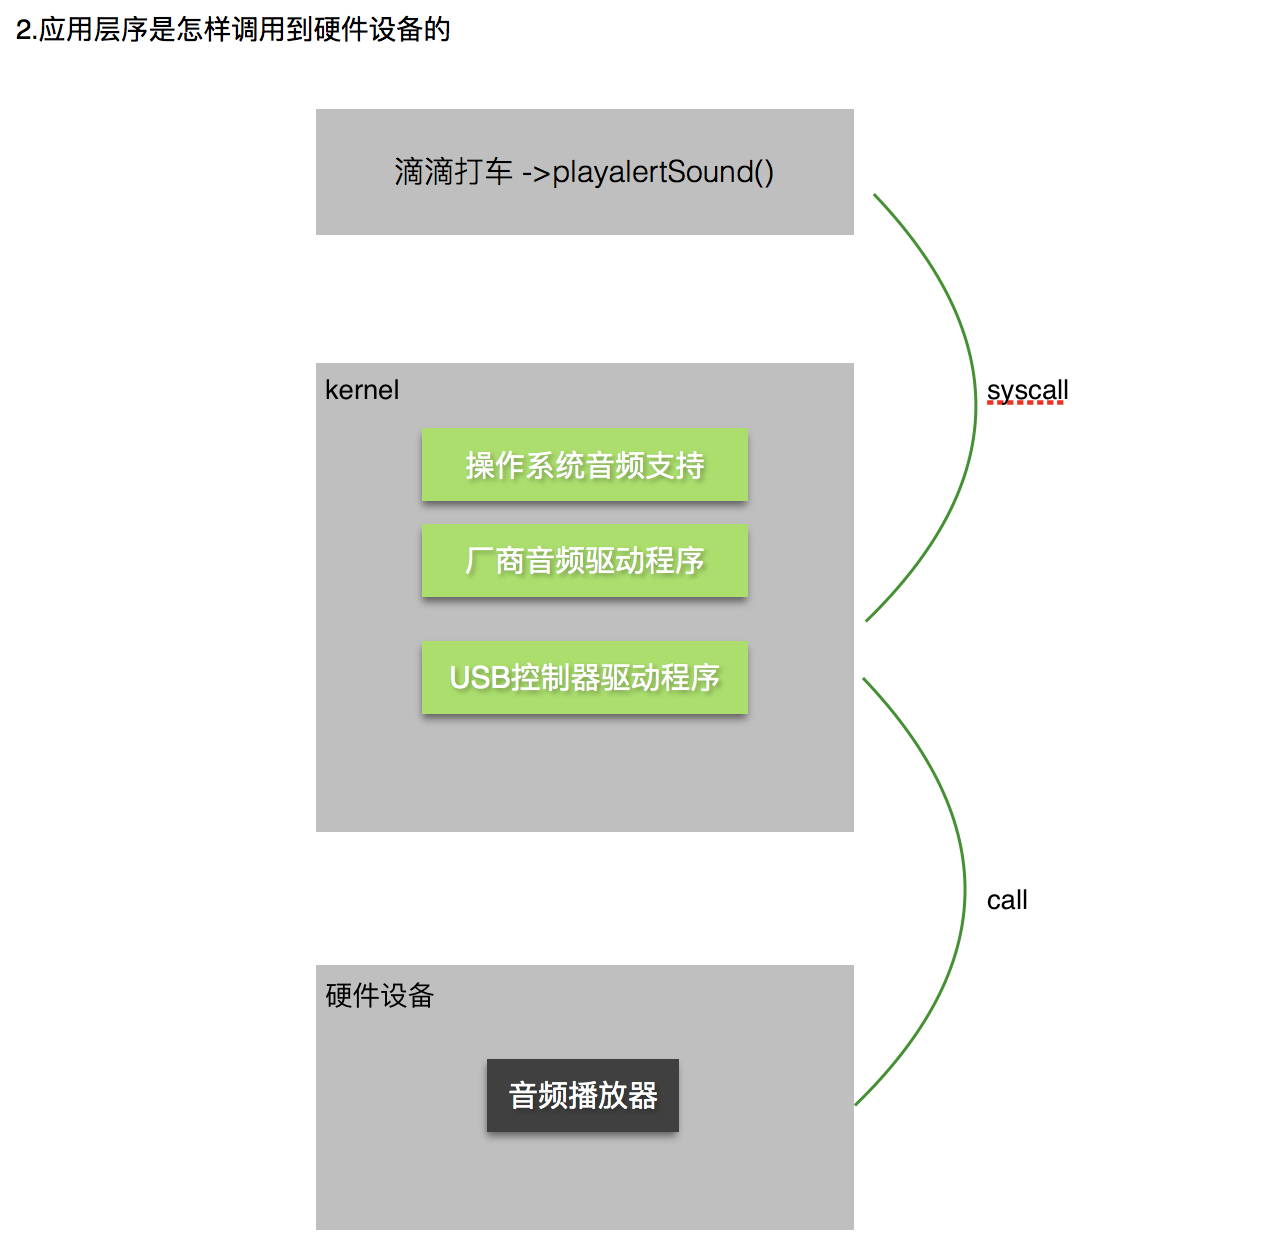 2.应用层序是怎样调用到硬件设备的
滴滴打车 ->playalertSound()
kernel
syscall
操作系统音频支持
厂商音频驱动程序
USB控制器驱动程序
call
硬件设备
音频播放器